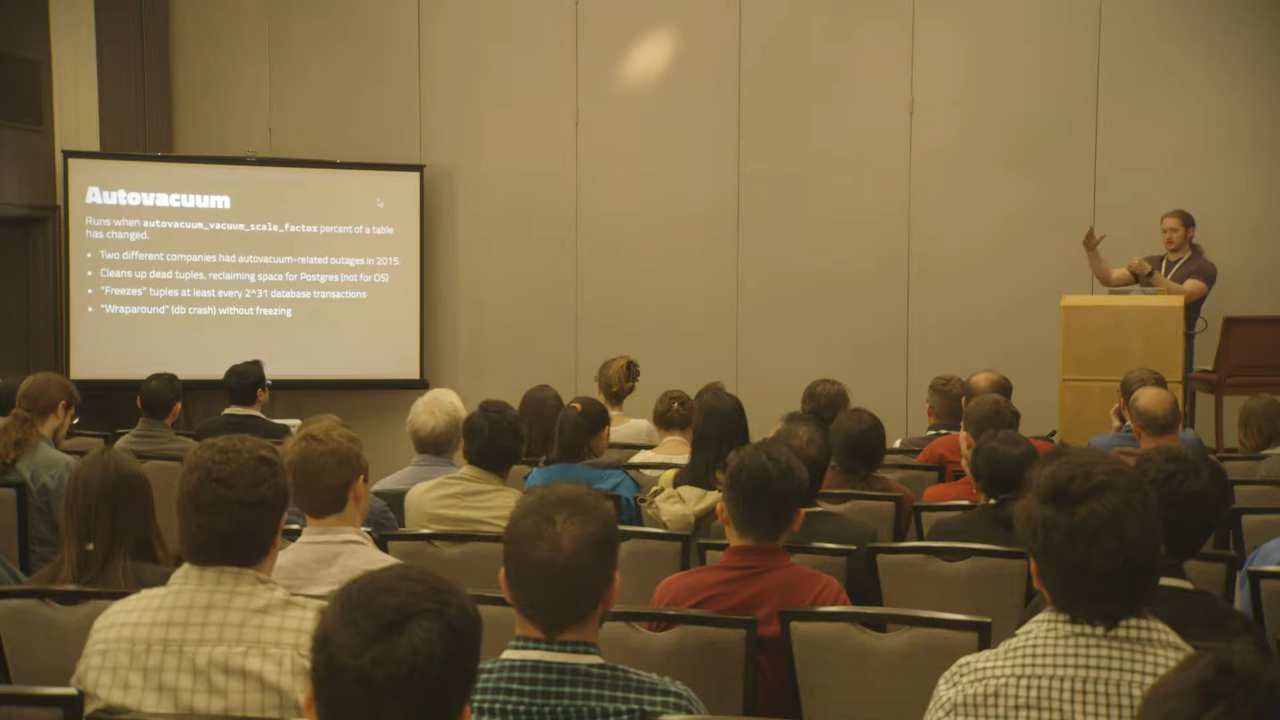 Autovacuum
Runs when autovacuum_vacuum_scale_factor percent of a table
has changed.
• Two different companies had autovacuum-related outages in 2015.
• Cleans up dead tuples, reclaiming space for Postgres (not for OS)
• "Freezes" tuples at least every 2^31 database transactions
• "Wraparound" (db crash) without freezing